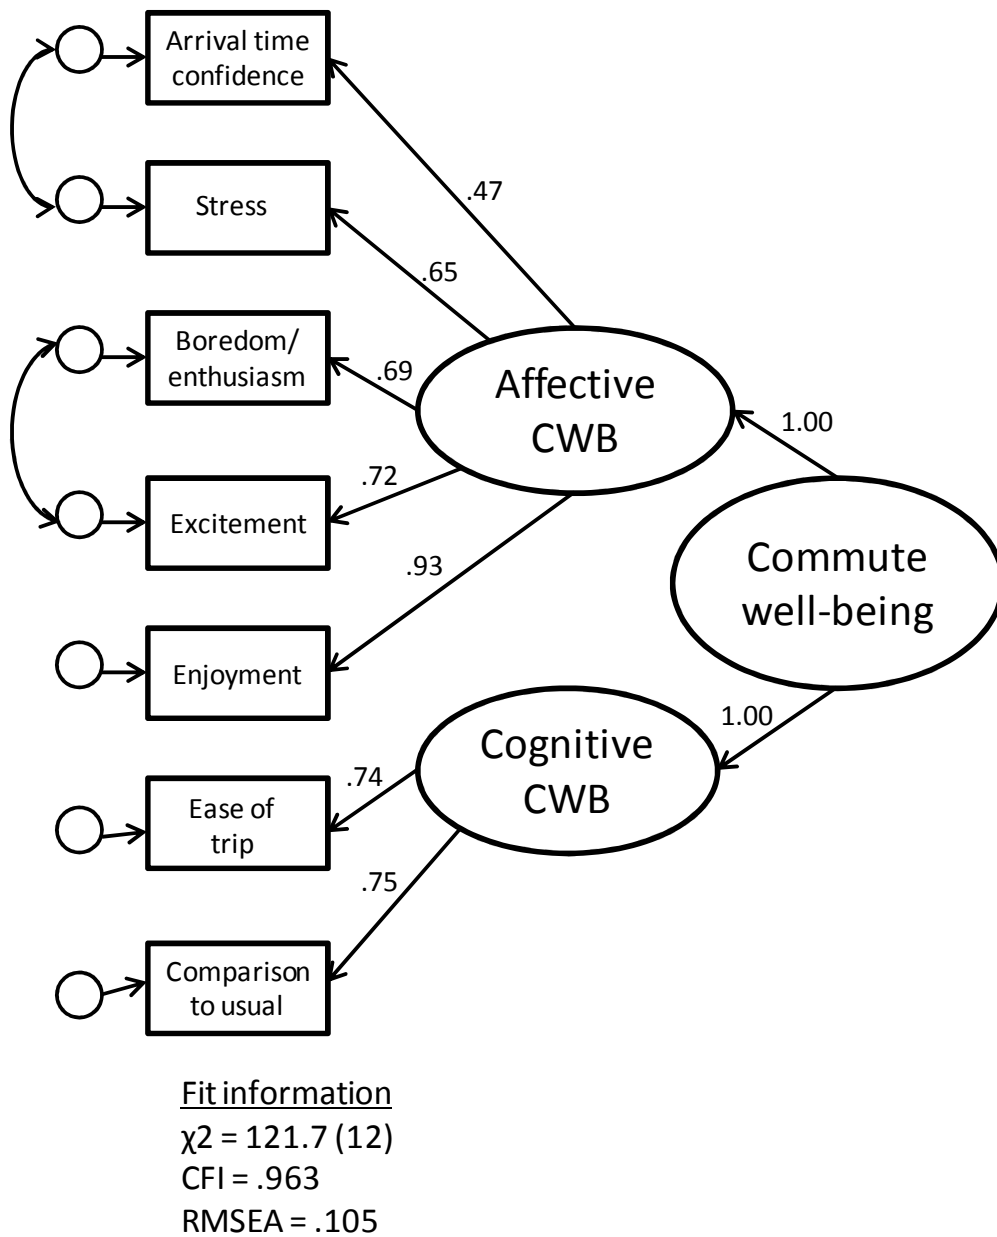 Arrival time
confidence
.47
Stress
.65
Boredom/
enthusiasm
.69
Affective
CWB
1.00
.72
Excitement
.93
Commute
well-being
Enjoyment
1.00
Cognitive
CWB
.74
Ease of
trip
.75
Comparison
to usual
Fit information
χ2 = 121.7 (12)
CFI = .963
RMSEA = .105